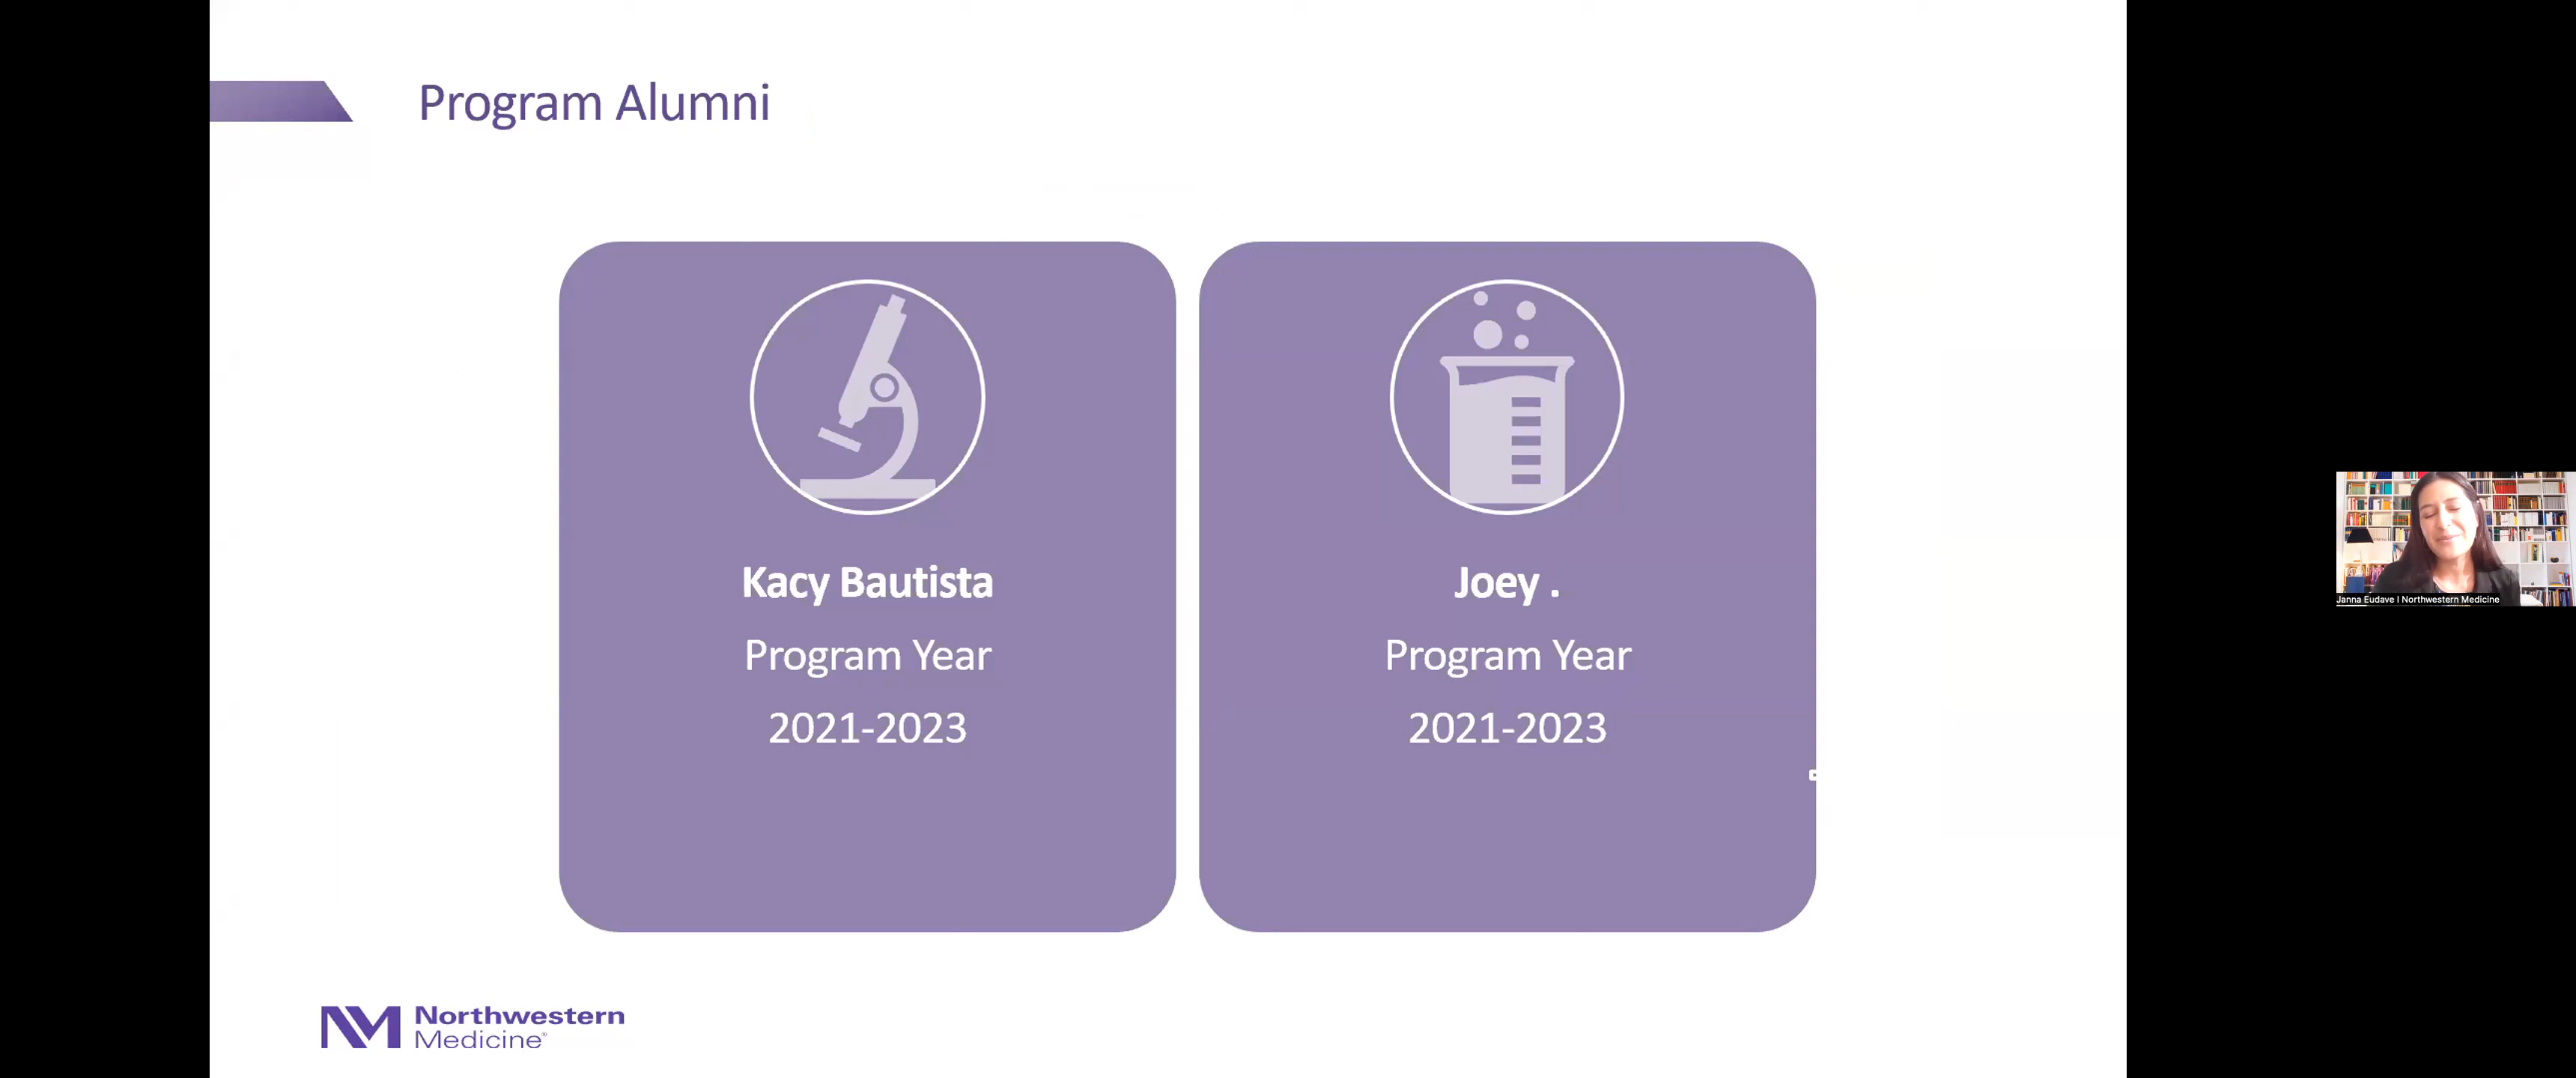 Program Alumni
Kacy Bautista
Program Year
2021-2023
Joey .
Program Year
2021-2023
Northwestern
Medicine®
Janna Eudave I Northwestern Medicine